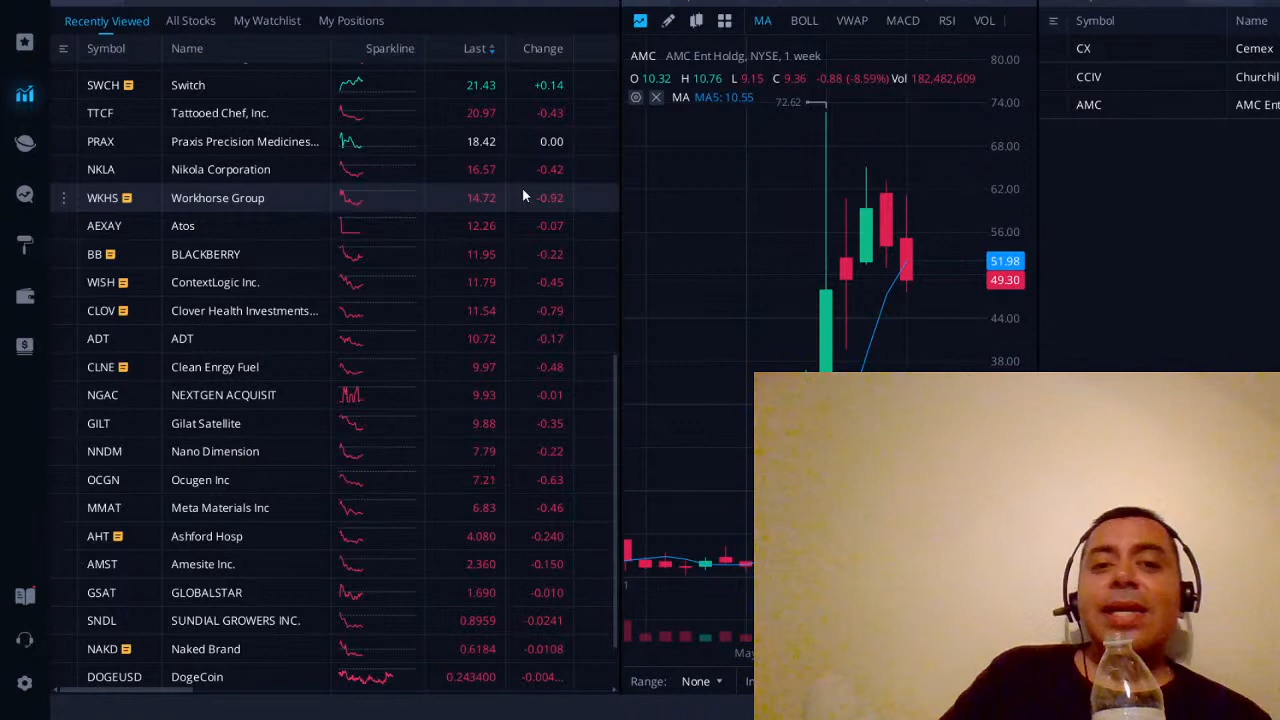 Recently Viewed All Stocks My Watchlist My Positions
Symbol Name Sparkline Last Change
SWCH Switch 21.43 +0.14
TTCF Tattooed Chef, Inc. 20.97 -0.43
PRAX Praxis Precision Medicines... 18.42 0.00
NKLA Nikola Corporation 16.57 -0.42
WKHS Workhorse Group 14.72 -0.92
AEXAY Atos 12.26 -0.07
BB BLACKBERRY 11.95 -0.22
WISH ContextLogic Inc. 11.79 -0.45
CLOV Clover Health Investments... 11.54 -0.79
ADT ADT 10.72 -0.17
CLNE Clean Enrgy Fuel 9.97 -0.48
NGAC NEXTGEN ACQUISIT 9.93 -0.01
GILT Gilat Satellite 9.88 -0.35
NNDM Nano Dimension 7.79 -0.22
OCGN Ocugen Inc 7.21 -0.63
MMAT Meta Materials Inc 6.83 -0.46
AHT Ashford Hosp 4.080 -0.240
AMST Amesite Inc. 2.360 -0.150
GSAT GLOBALSTAR 1.690 -0.010
SNDL SUNDIAL GROWERS INC. 0.8959 -0.0241
NAKD Naked Brand 0.6184 -0.0108
DOGEUSD DogeCoin 0.243400 -0.004...
MA BOLL VWAP MACD RSI VOL
AMC AMC Ent Holdg, NYSE, 1 week
O 10.32 H 10.76 L 9.15 C 9.36 -0.88 (-8.59%) Vol 182,482,609
MA MA5: 10.55
72.62
80.00
74.00
68.00
62.00
56.00
51.98
49.30
44.00
38.00
1
Range: None
Symbol Name
CX Cemex
CCIV Churchil
AMC AMC Ent